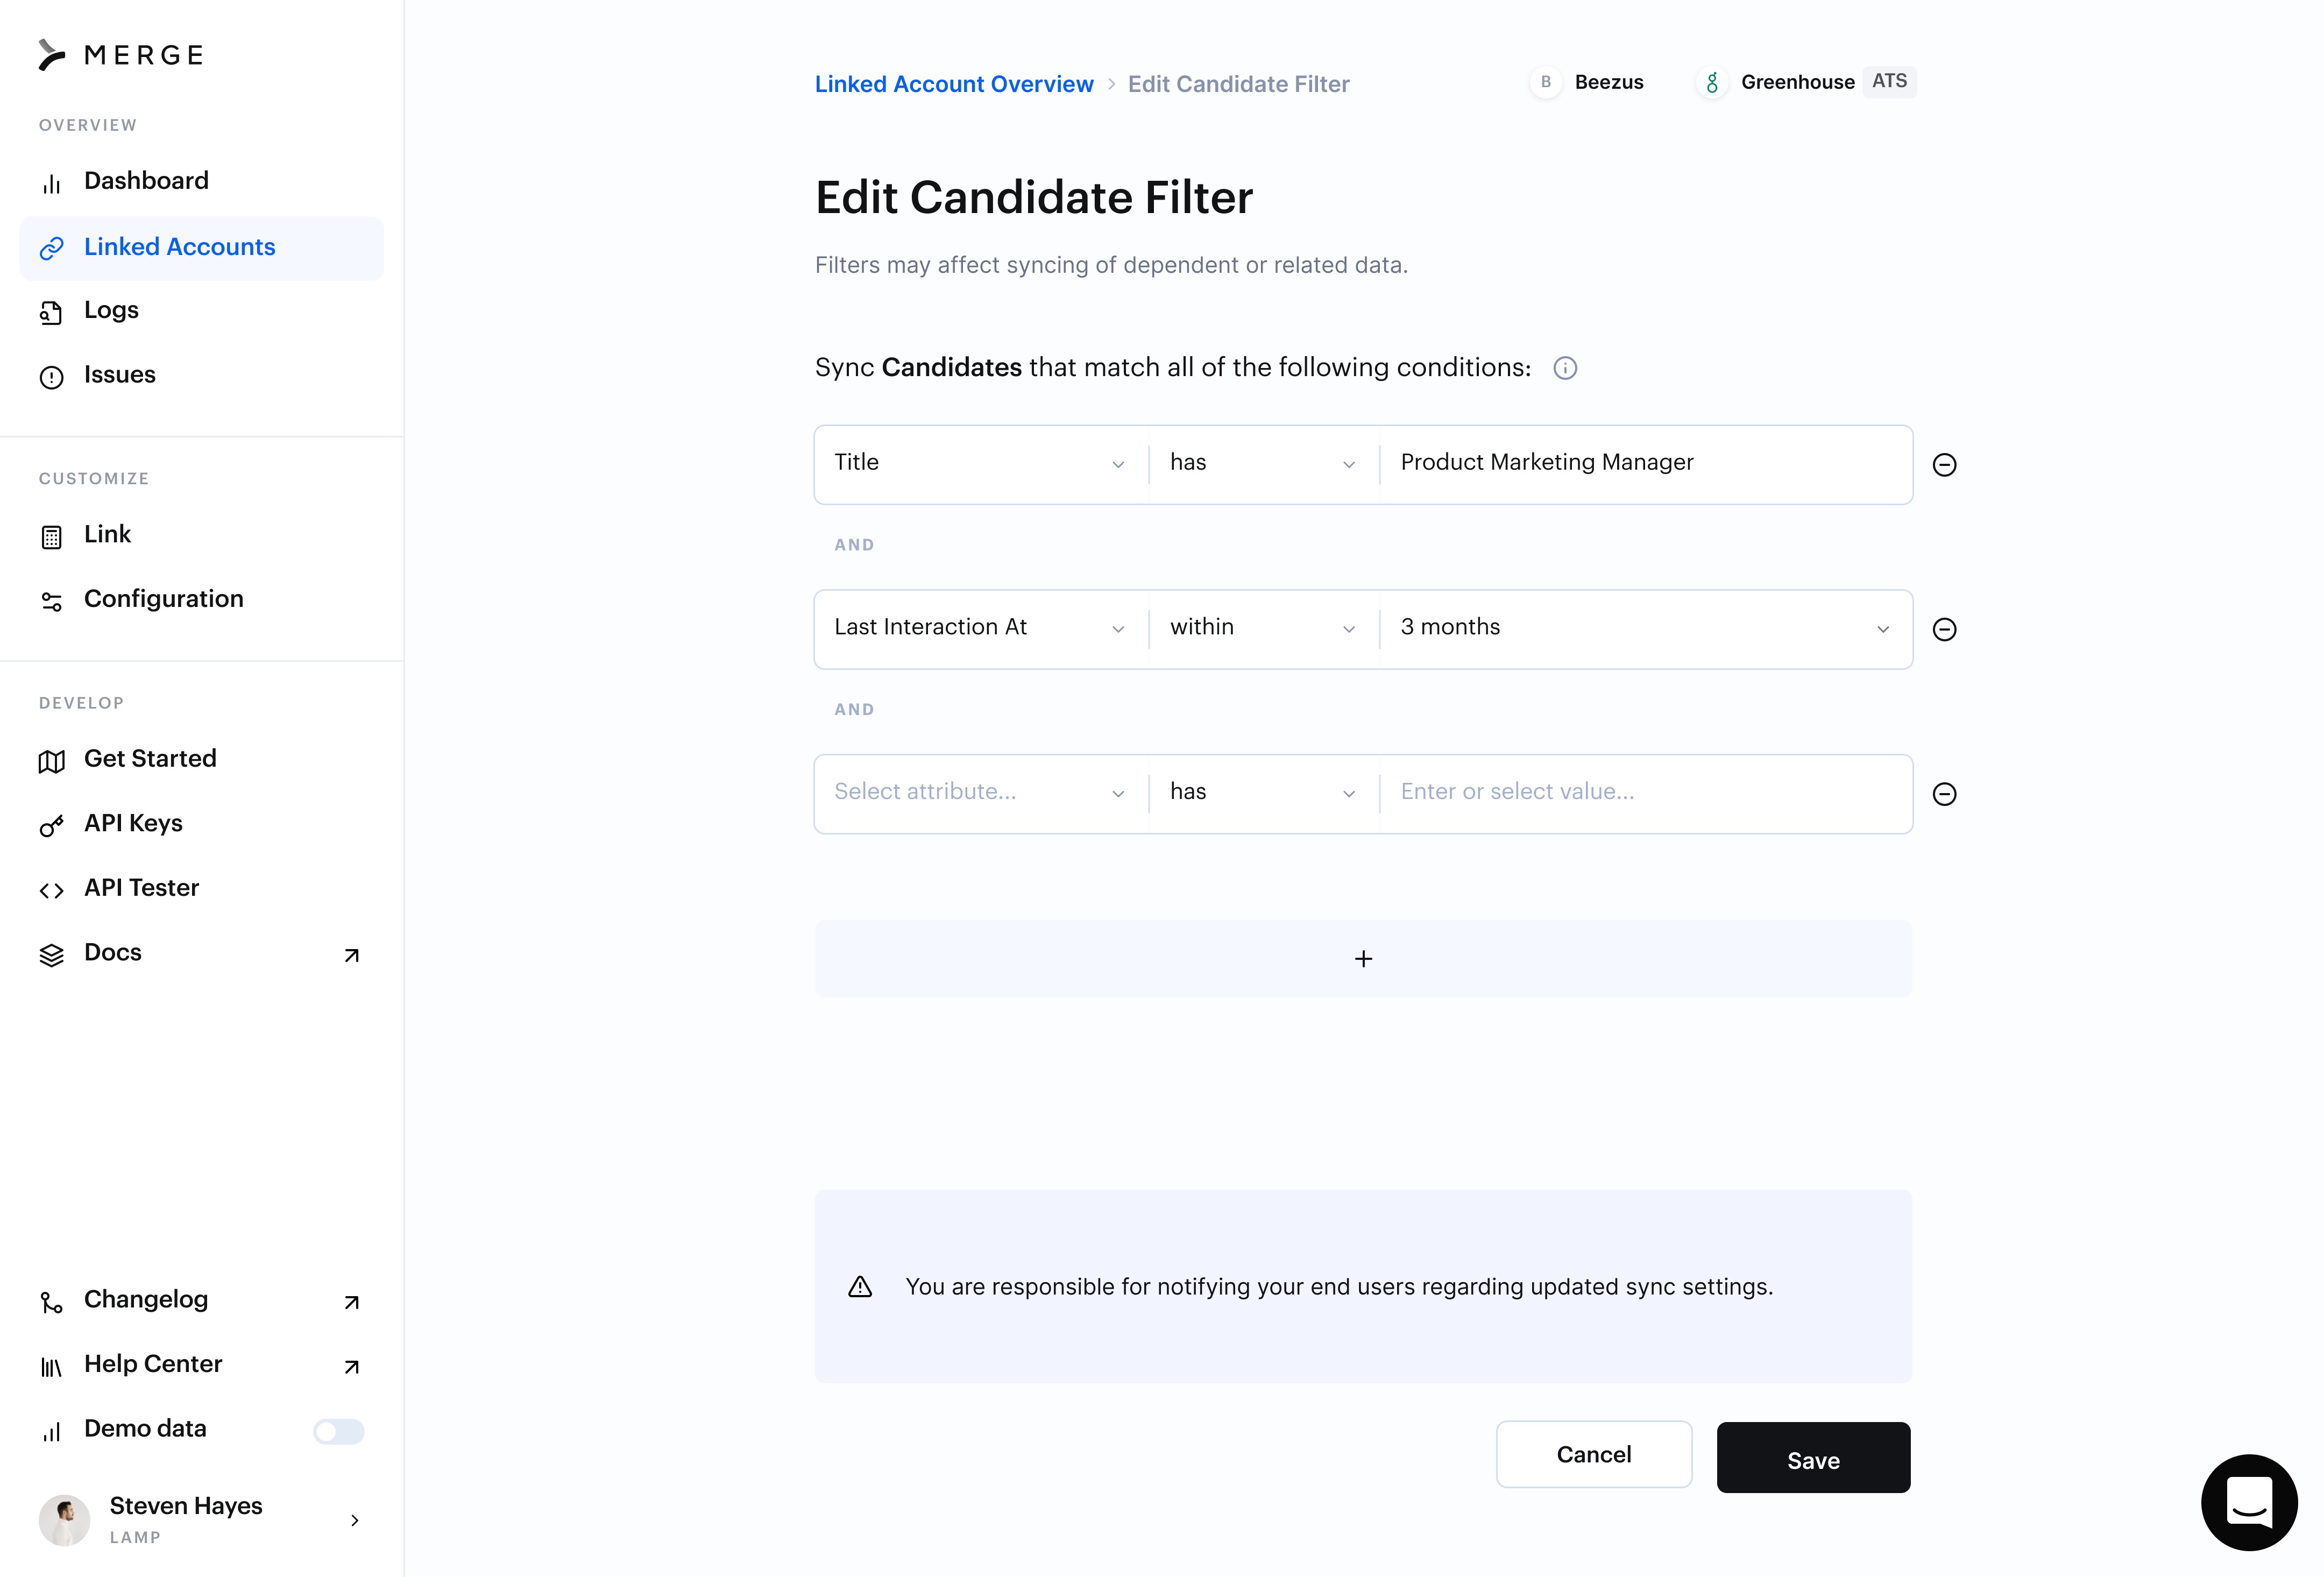 MERGE
OVERVIEW
Dashboard
Linked Accounts
Logs
Issues
CUSTOMIZE
Link
Configuration
DEVELOP
Get Started
API Keys
API Tester
Docs
Changelog
Help Center
Demo data
Steven Hayes
LAMP
Linked Account Overview > Edit Candidate Filter
B Beezus Greenhouse ATS
Edit Candidate Filter
Filters may affect syncing of dependent or related data.
Sync Candidates that match all of the following conditions:
Title has Product Marketing Manager
AND
Last Interaction At within 3 months
AND
Select attribute... has Enter or select value...
+
You are responsible for notifying your end users regarding updated sync settings.
Cancel Save